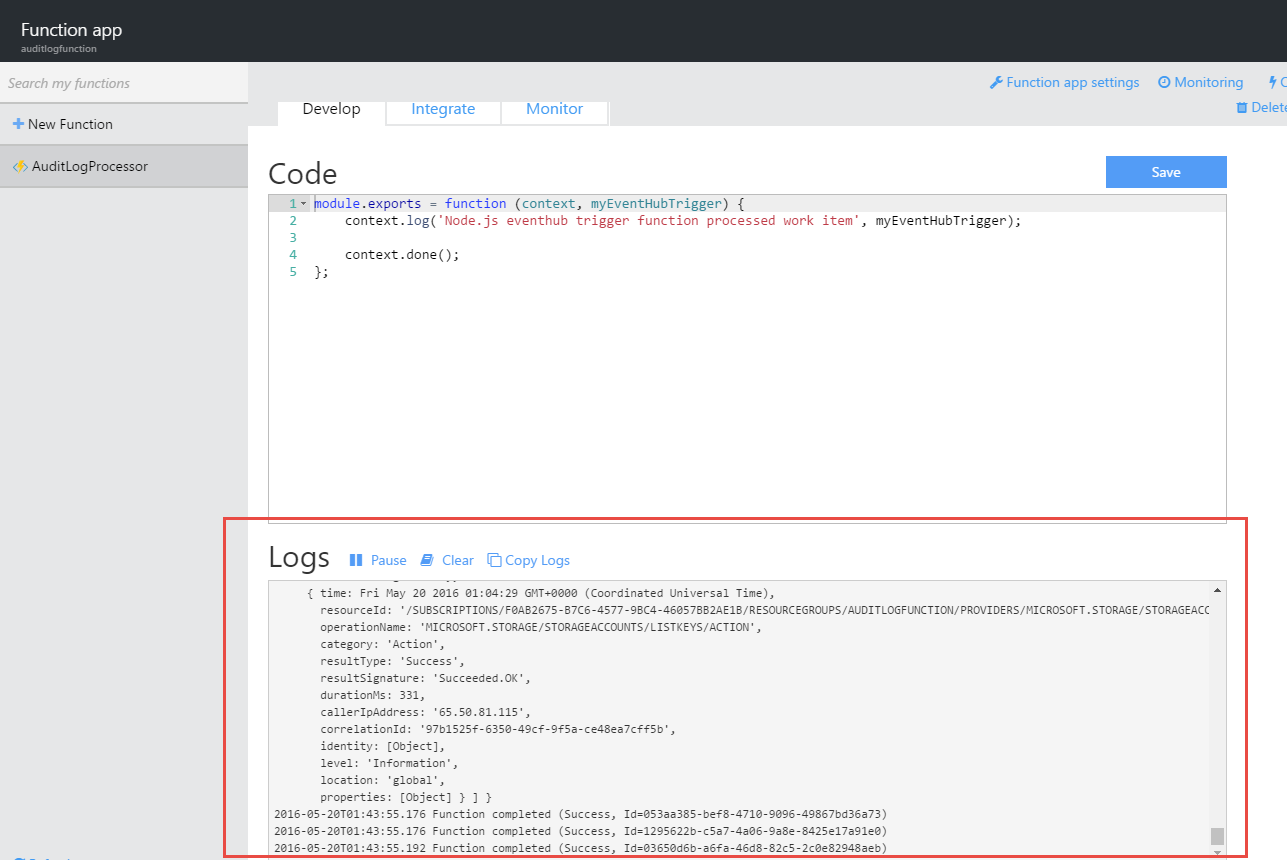 Function app
auditlogfunction
Search my functions
New Function
AuditLogProcessor
Function app settings
Monitoring
Delete
Develop
Integrate
Monitor
Code
Save
1 module.exports = function (context, myEventHubTrigger) {
2 context.log('Node.js eventhub trigger function processed work item', myEventHubTrigger);
3
4 context.done();
5 };
Logs
Pause
Clear
Copy Logs
{ time: Fri May 20 2016 01:04:29 GMT+0000 (Coordinated Universal Time),
resourceId: '/SUBSCRIPTIONS/F0AB2675-B7C6-4577-9BC4-46057BB2AE1B/RESOURCEGROUPS/AUDITLOGFUNCTION/PROVIDERS/MICROSOFT.STORAGE/STORAGEACC
operationName: 'MICROSOFT.STORAGE/STORAGEACCOUNTS/LISTKEYS/ACTION',
category: 'Action',
resultType: 'Success',
resultSignature: 'Succeeded.OK',
durationMs: 331,
callerIpAddress: '65.50.81.115',
correlationId: '97b1525f-6350-49cf-9f5a-ce48ea7cff5b',
identity: [Object],
level: 'Information',
location: 'global',
properties: [Object] } ] }
2016-05-20T01:43:55.176 Function completed (Success, Id=053aa385-bef8-4710-9096-49867bd36a73)
2016-05-20T01:43:55.176 Function completed (Success, Id=1295622b-c5a7-4a06-9a8e-8425e17a91e0)
2016-05-20T01:43:55.192 Function completed (Success, Id=03650d6b-a6fa-46d8-82c5-2c0e82948aeb)